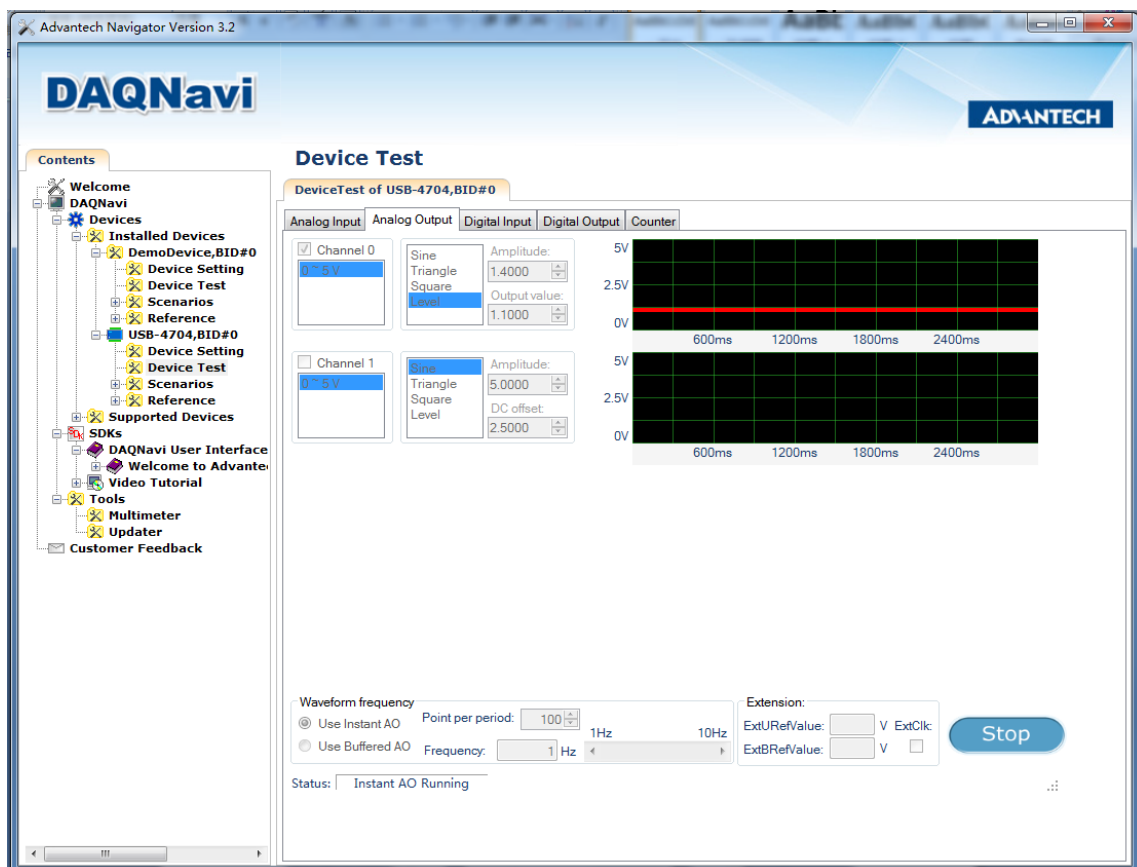 Advantech Navigator Version 3.2
DAQNavi
ADVANTECH
Contents
Welcome
DAQNavi
Devices
Installed Devices
DemoDevice,BID#0
Device Setting
Device Test
Scenarios
Reference
USB-4704,BID#0
Device Setting
Device Test
Scenarios
Reference
Supported Devices
SDKs
DAQNavi User Interface
Welcome to Advante
Video Tutorial
Tools
Multimeter
Updater
Customer Feedback
Device Test
DeviceTest of USB-4704,BID#0
Analog Input Analog Output Digital Input Digital Output Counter
Channel 0
0 ~ 5 V
Sine
Triangle
Square
Level
Amplitude:
1.4000
Output value:
1.1000
5V
2.5V
0V
600ms 1200ms 1800ms 2400ms
Channel 1
0 ~ 5 V
Sine
Triangle
Square
Level
Amplitude:
5.0000
DC offset:
2.5000
5V
2.5V
0V
600ms 1200ms 1800ms 2400ms
Waveform frequency
Use Instant AO
Use Buffered AO
Point per period: 100
Frequency: 1 Hz
1Hz 10Hz
Extension:
ExtURefValue: V ExtClk:
ExtBRefValue: V
Stop
Status: Instant AO Running